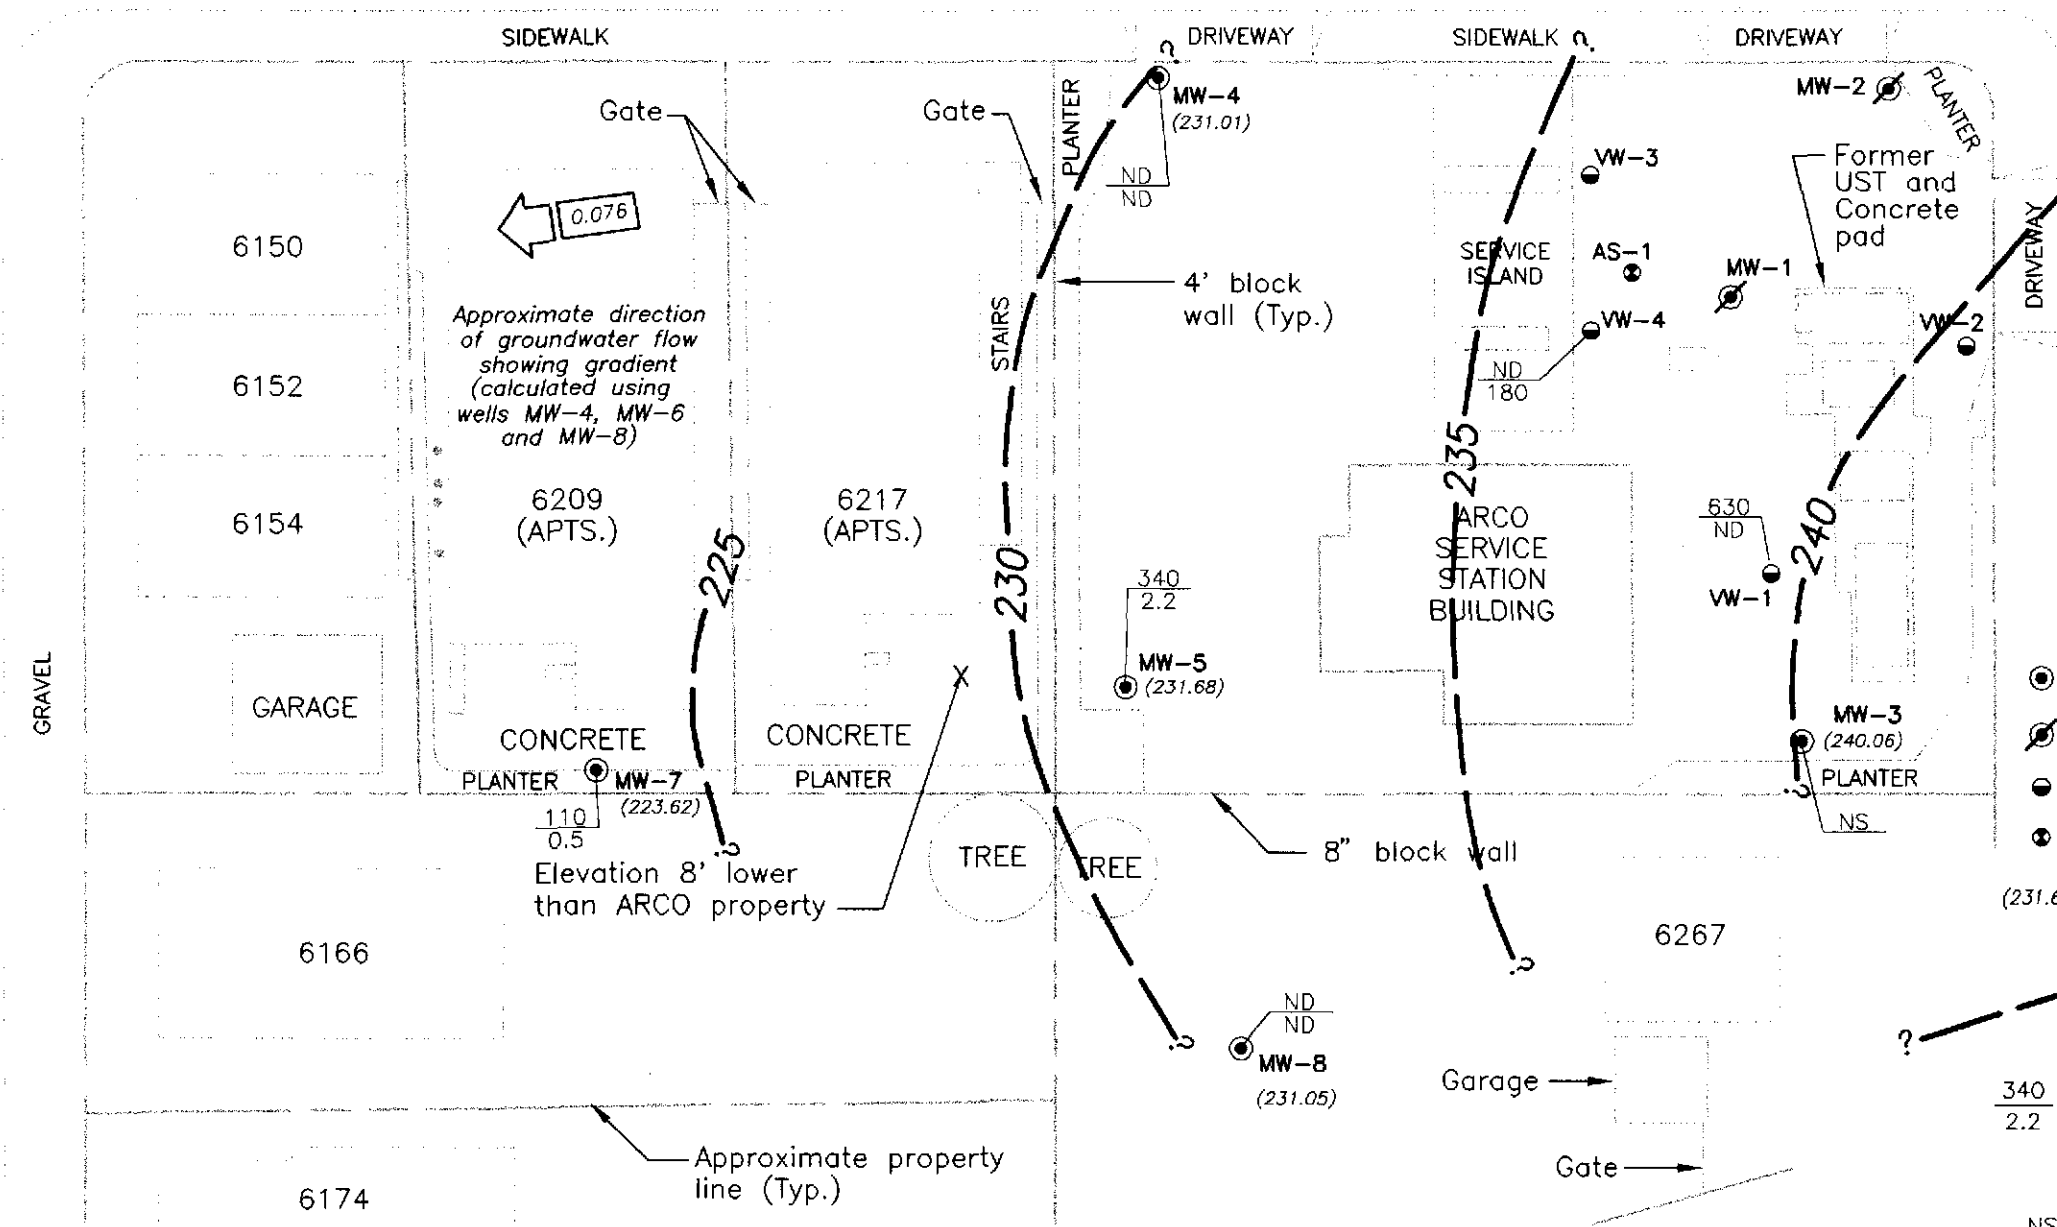 SIDEWALK
?
DRIVEWAY
SIDEWALK
?
DRIVEWAY
MW-2
PLANTER
MW-4
(231.01)
Gate
Gate
PLANTER
ND
ND
VW-3
Former
UST and
Concrete
pad
0.076
6150
SERVICE
ISLAND
AS-1
MW-1
DRIVEWAY
4' block
wall (Typ.)
Approximate direction
of groundwater flow
showing gradient
(calculated using
wells MW-4, MW-6
and MW-8)
STAIRS
VW-4
VW-2
6152
ND
180
235
6154
6209
(APTS.)
6217
(APTS.)
ARCO
SERVICE
STATION
BUILDING
630
ND
240
225
230
340
2.2
VW-1
MW-5
(231.68)
X
GRAVEL
GARAGE
CONCRETE
CONCRETE
MW-3
(240.06)
PLANTER
MW-7
(223.62)
PLANTER
?
PLANTER
110
0.5
NS
?
Elevation 8' lower
than ARCO property
TREE
TREE
8" block wall
(231.6
6166
6267
?
ND
ND
?
MW-8
(231.05)
?
Garage
340
2.2
Approximate property
line (Typ.)
Gate
6174
NS